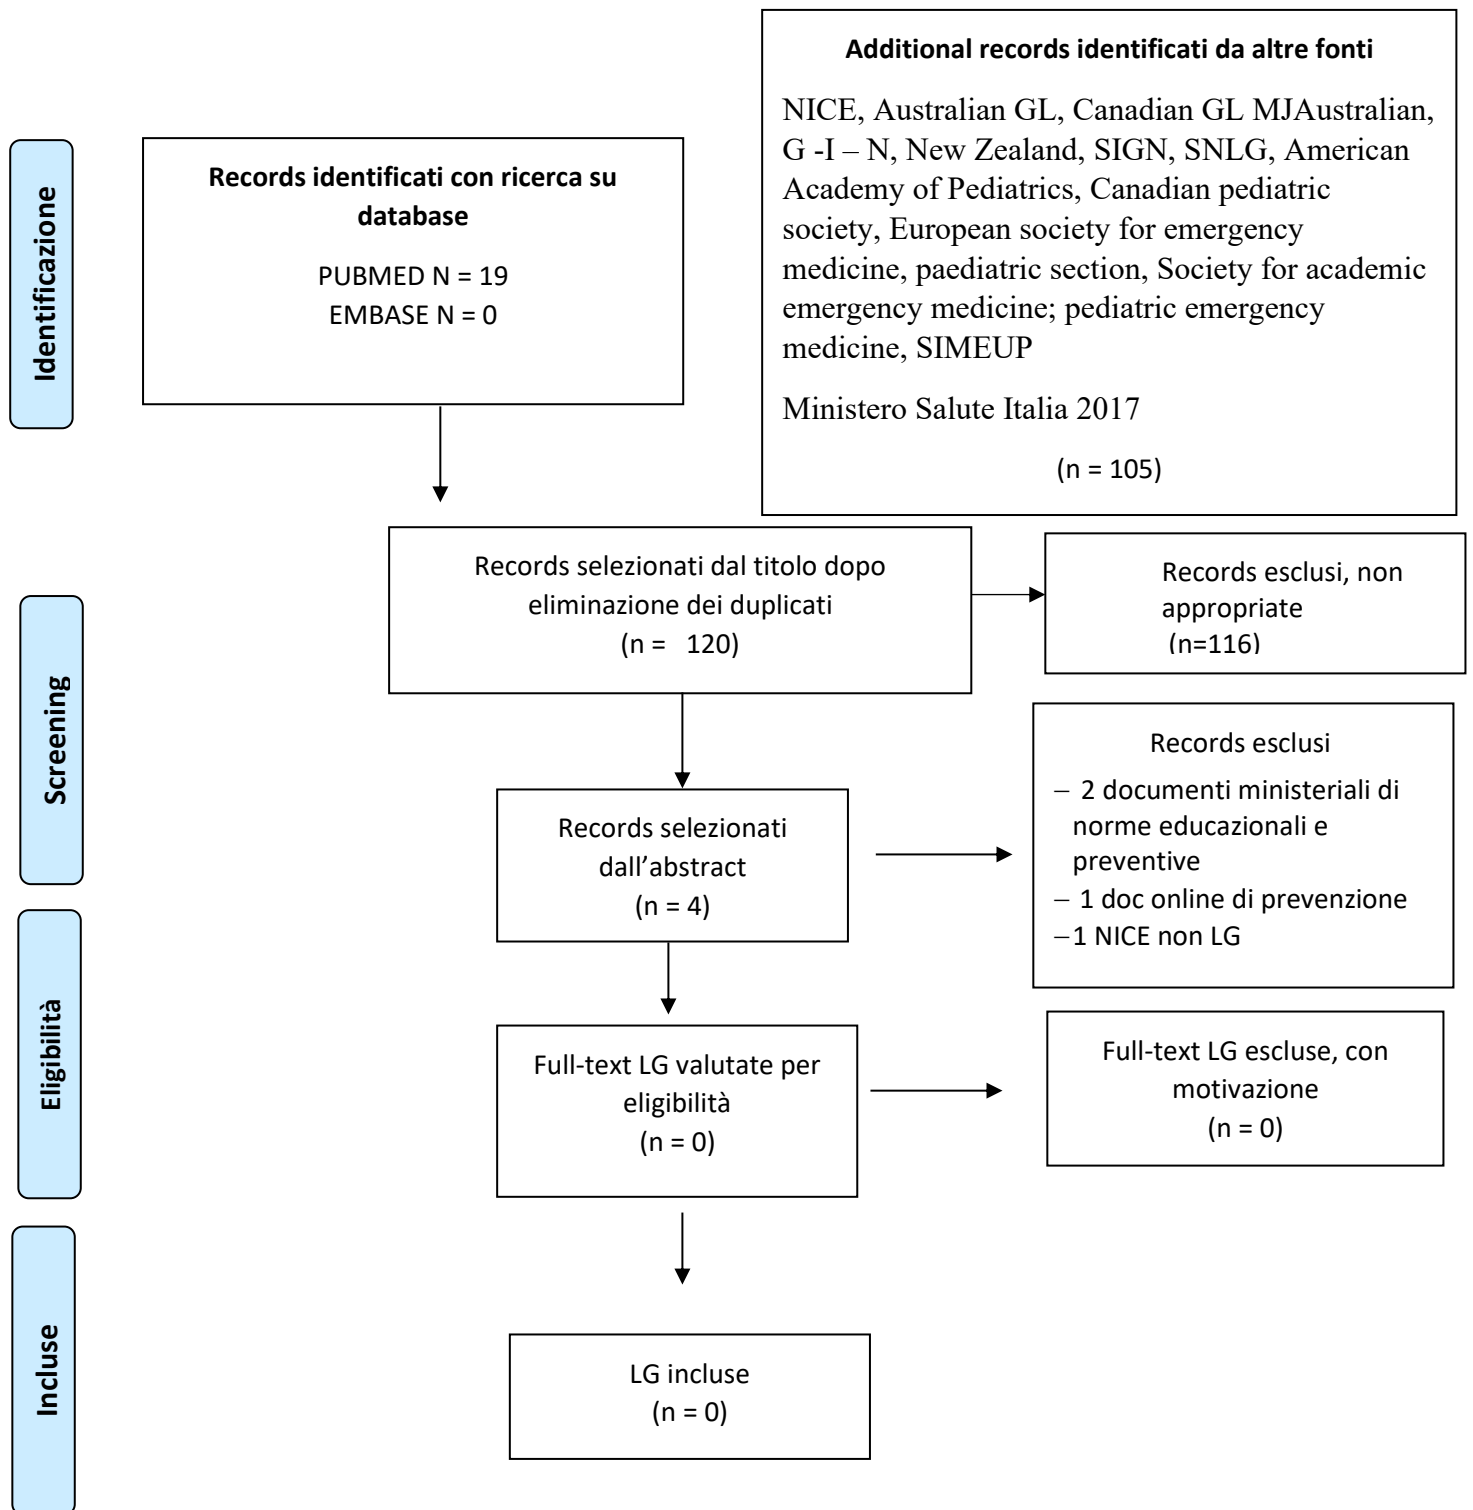 Identificazione
Records identificati con ricerca su
database
PUBMED N = 19
EMBASE N = 0
Additional records identificati da altre fonti
NICE, Australian GL, Canadian GL MJAustralian,
G -I – N, New Zealand, SIGN, SNLG, American
Academy of Pediatrics, Canadian pediatric
society, European society for emergency
medicine, paediatric section, Society for academic
emergency medicine; pediatric emergency
medicine, SIMEUP
Ministero Salute Italia 2017
(n = 105)
Screening
Records selezionati dal titolo dopo
eliminazione dei duplicati
(n = 120)
Records esclusi, non
appropriate
(n=116)
Records selezionati
dall’abstract
(n = 4)
Records esclusi
– 2 documenti ministeriali di
norme educazionali e
preventive
– 1 doc online di prevenzione
–1 NICE non LG
Eligibilità
Full-text LG valutate per
eligibilità
(n = 0)
Full-text LG escluse, con
motivazione
(n = 0)
Incluse
LG incluse
(n = 0)